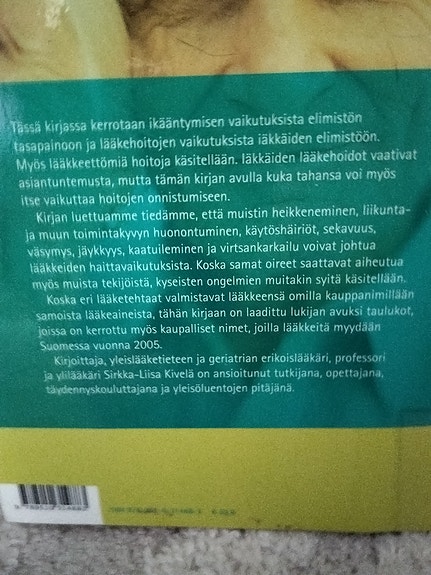 Tässä kirjassa kerrotaan ikääntymisen vaikutuksista elimistön
tasapainoon ja lääkehoitojen vaikutuksista iäkkäiden elimistöön.
Myös lääkkeettömiä hoitoja käsitellään. Iäkkäiden lääkehoidot vaativat
asiantuntemusta, mutta tämän kirjan avulla kuka tahansa voi myös
itse vaikuttaa hoitojen onnistumiseen.
Kirjan luettuamme tiedämme, että muistin heikkeneminen, liikunta-
ja muun toimintakyvyn huonontuminen, käytöshäiriöt, sekavuus,
väsymys, jäykkyys, kaatuileminen ja virtsankarkailu voivat johtua
lääkkeiden haittavaikutuksista. Koska samat oireet saattavat aiheutua
myös muista tekijöistä, kyseisten ongelmien muitakin syitä käsitellään.
Koska eri lääketehtaat valmistavat lääkkeensä omilla kauppanimillään
samoista lääkeaineista, tähän kirjaan on laadittu lukijan avuksi taulukot,
joissa on kerrottu myös kaupalliset nimet, joilla lääkkeitä myydään
Suomessa vuonna 2005.
Kirjoittaja, yleislääketieteen ja geriatrian erikoislääkäri, professori
ja ylilääkäri Sirkka-Liisa Kivelä on ansioitunut tutkijana, opettajana,
täydennyskouluttajana ja yleisöluentojen pitäjänä.